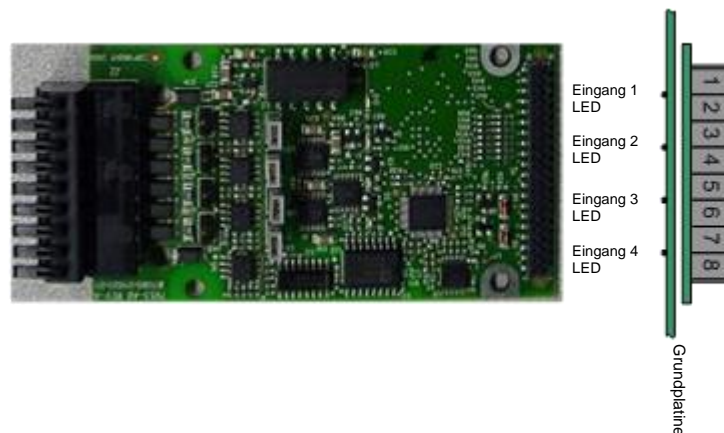 Eingang 1
LED
Eingang 2
LED
Eingang 3
LED
Eingang 4
LED
1
2
3
4
5
6
7
8
Grundplatine